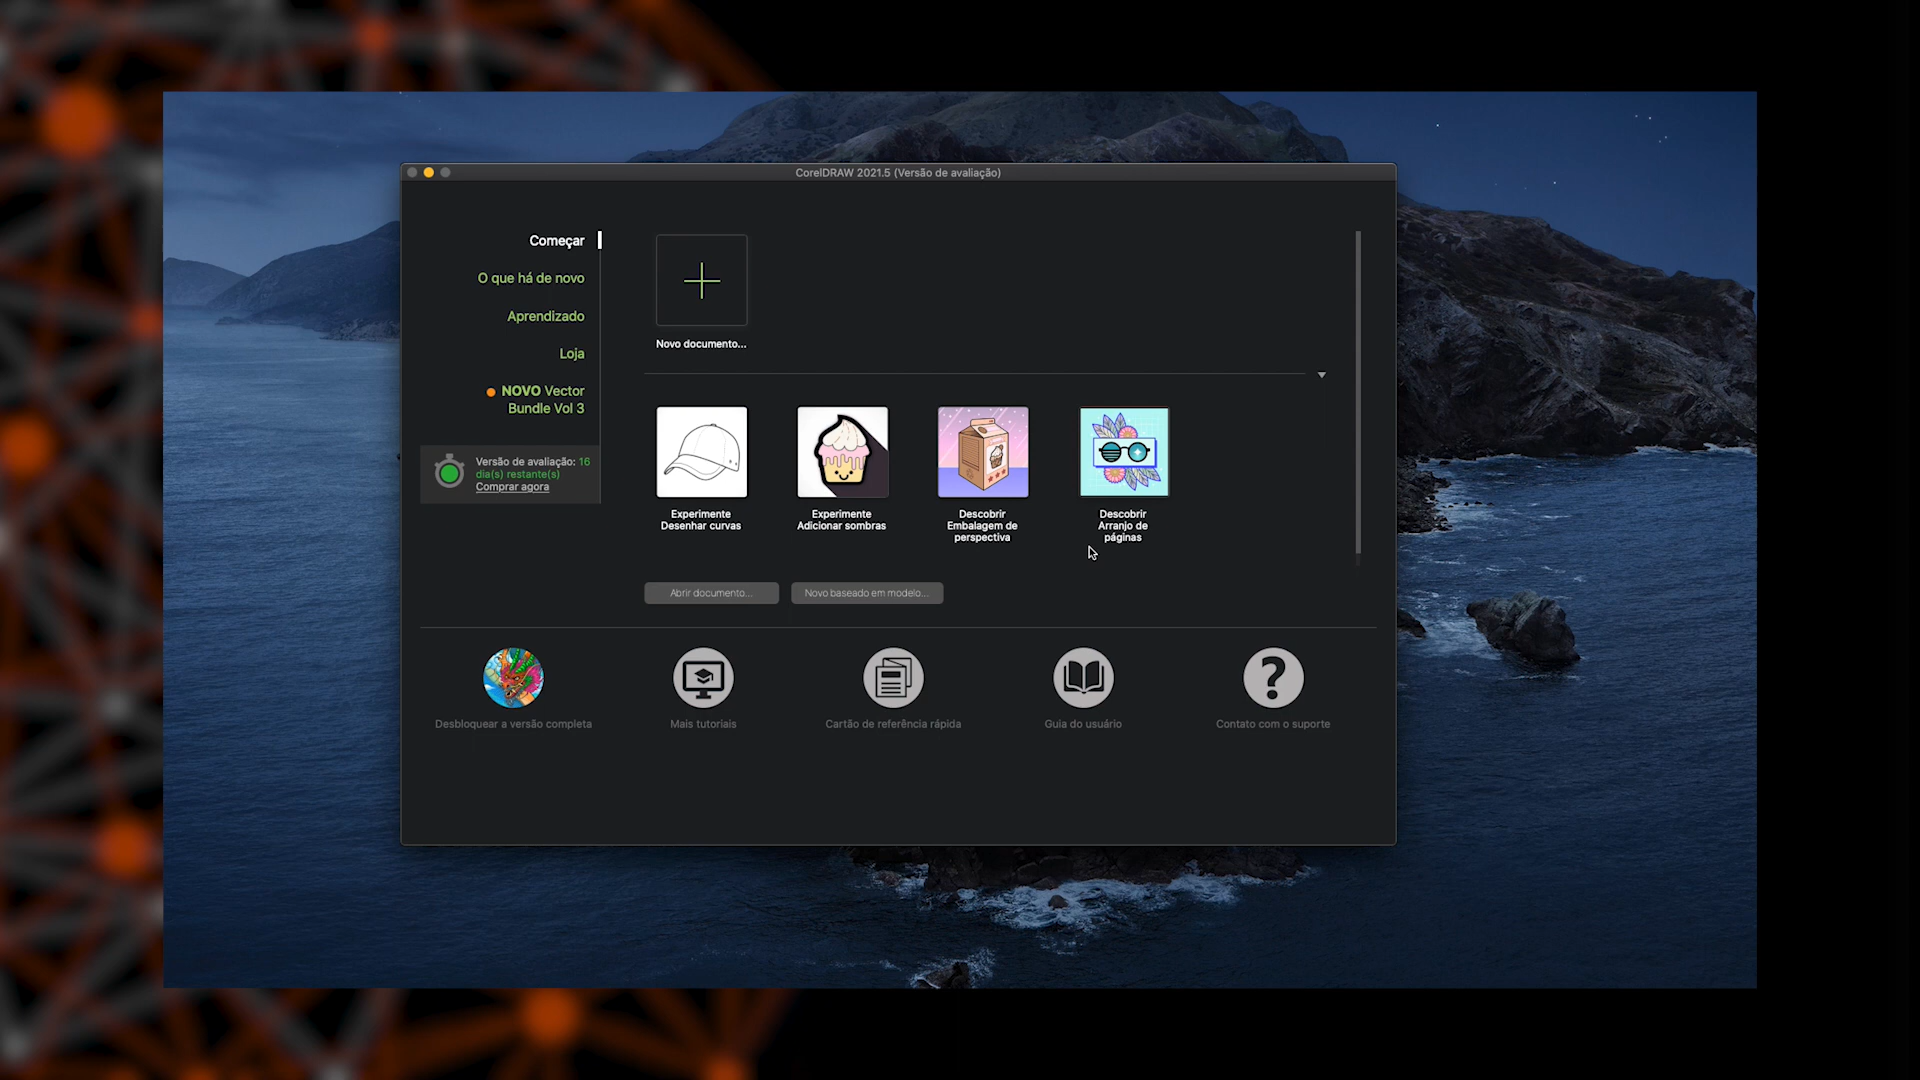 CorelDRAW 2021.5 (Versão de avaliação)
Começar
O que há de novo
Aprendizado
Loja
NOVO Vector
Bundle Vol 3
Versão de avaliação: 16
dia(s) restante(s)
Comprar agora
Novo documento...
Experimente
Desenhar curvas
Experimente
Adicionar sombras
Descobrir
Embalagem de
perspectiva
Descobrir
Arranjo de
páginas
Abrir documento...
Novo baseado em modelo...
Desbloquear a versão completa
Mais tutoriais
Cartão de referência rápida
Guia do usuário
Contato com o suporte